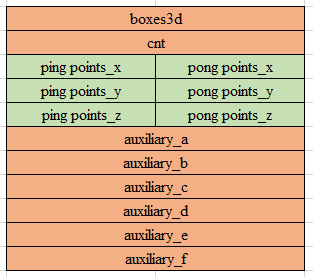 boxes3d
cnt
ping points_x pong points_x
ping points_y pong points_y
ping points_z pong points_z
auxiliary_a
auxiliary_b
auxiliary_c
auxiliary_d
auxiliary_e
auxiliary_f